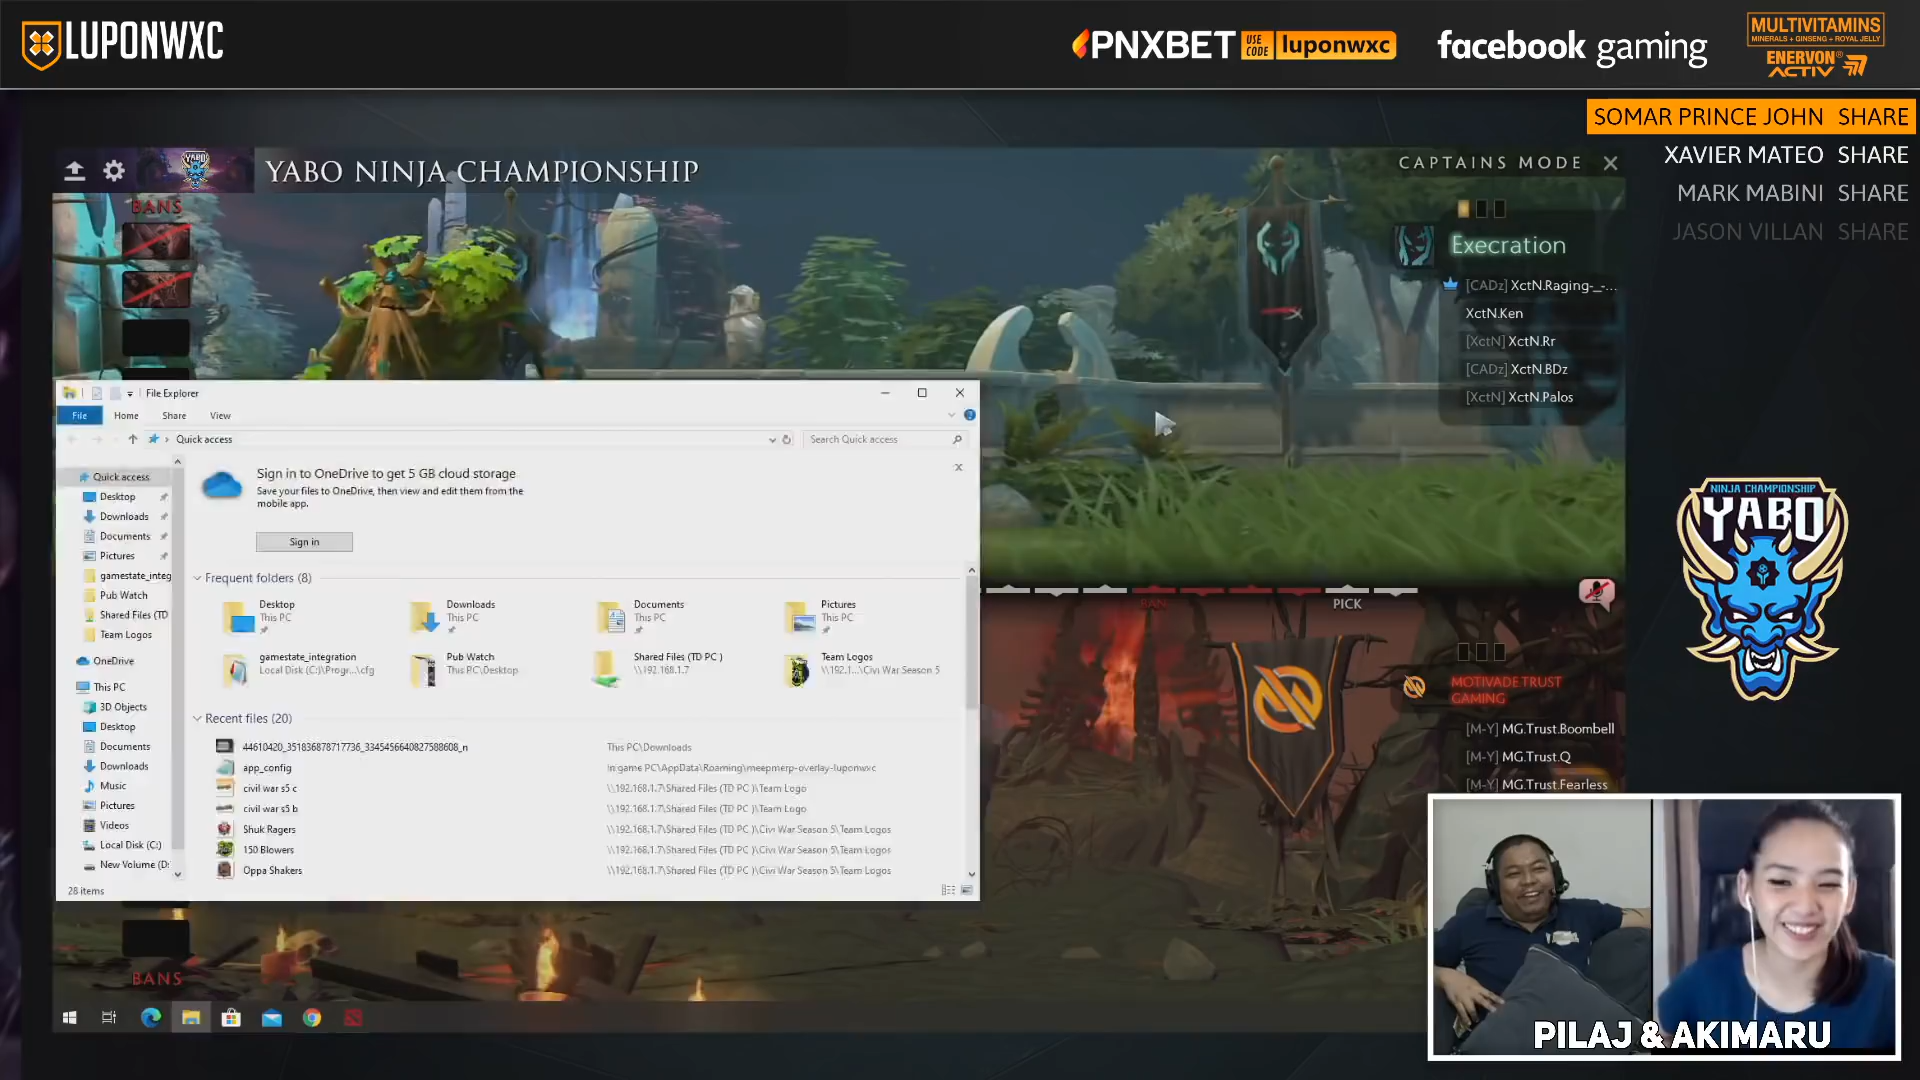 LUPONWXC
PNXBET USE CODE luponwxc
facebook gaming
MULTIVITAMINS
MINERALS + GINSENG + ROYAL JELLY
ENERVON®
ACTIV
SOMAR PRINCE JOHN SHARE
XAVIER MATEO SHARE
MARK MABINI SHARE
JASON VILLAN SHARE
YABO
YABO NINJA CHAMPIONSHIP
CAPTAINS MODE
BANS
Execration
[CADz] XctN.Raging-_-...
XctN.Ken
[XctN] XctN.Rr
[CADz] XctN.BDz
[XctN] XctN.Palos
File Explorer
File Home Share View
Quick access
Search Quick access
Quick access
Desktop
Downloads
Documents
Pictures
gamestate_integ
Pub Watch
Shared Files (TD
Team Logos
OneDrive
This PC
3D Objects
Desktop
Documents
Downloads
Music
Pictures
Videos
Local Disk (C:)
New Volume (D:
28 items
Sign in to OneDrive to get 5 GB cloud storage
Save your files to OneDrive, then view and edit them from the
mobile app.
Sign in
Frequent folders (8)
Desktop
This PC
Downloads
This PC
Documents
This PC
Pictures
This PC
gamestate_integration
Local Disk (C:)\Progr...\cfg
Pub Watch
This PC\Desktop
Shared Files (TD PC )
\\192.168.1.7
Team Logos
\\192.1...\Civi War Season 5
Recent files (20)
44610420_351836878717736_3345456640827588608_n This PC\Downloads
app_config In game PC\AppData\Roaming\meepmerp-overlay-luponwxc
civil war s5 c \\192.168.1.7\Shared Files (TD PC )\Team Logo
civil war s5 b \\192.168.1.7\Shared Files (TD PC )\Team Logo
Shuk Ragers \\192.168.1.7\Shared Files (TD PC )\Civi War Season 5\Team Logos
150 Blowers \\192.168.1.7\Shared Files (TD PC )\Civi War Season 5\Team Logos
Oppa Shakers \\192.168.1.7\Shared Files (TD PC )\Civi War Season 5\Team Logos
BAN
PICK
MOTIVADE.TRUST
GAMING
[M-Y] MG.Trust.Boombell
[M-Y] MG.Trust.Q
[M-Y] MG.Trust.Fearless
NINJA CHAMPIONSHIP
YABO
BANS
PILAJ & AKIMARU